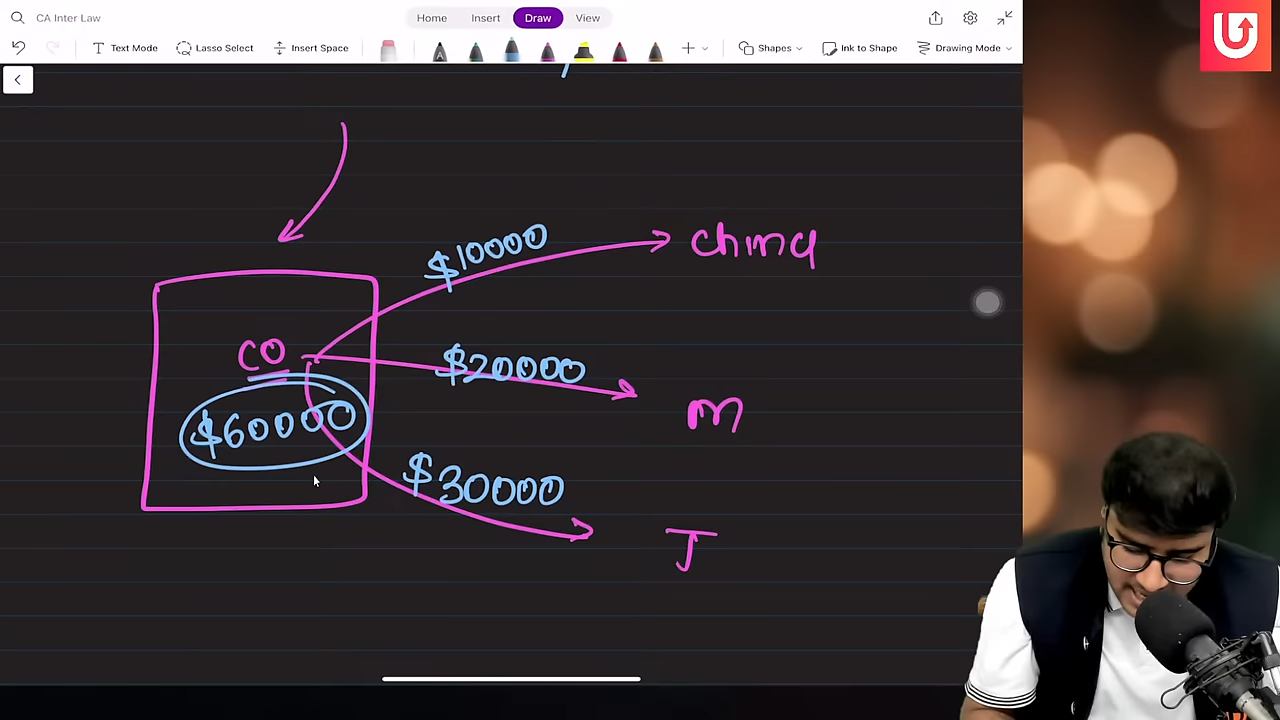 CA Inter Law
Home Insert Draw View
Text Mode Lasso Select Insert Space Shapes Ink to Shape Drawing Mode
$10000
China
CO
$20000
$60000
m
$30000
J